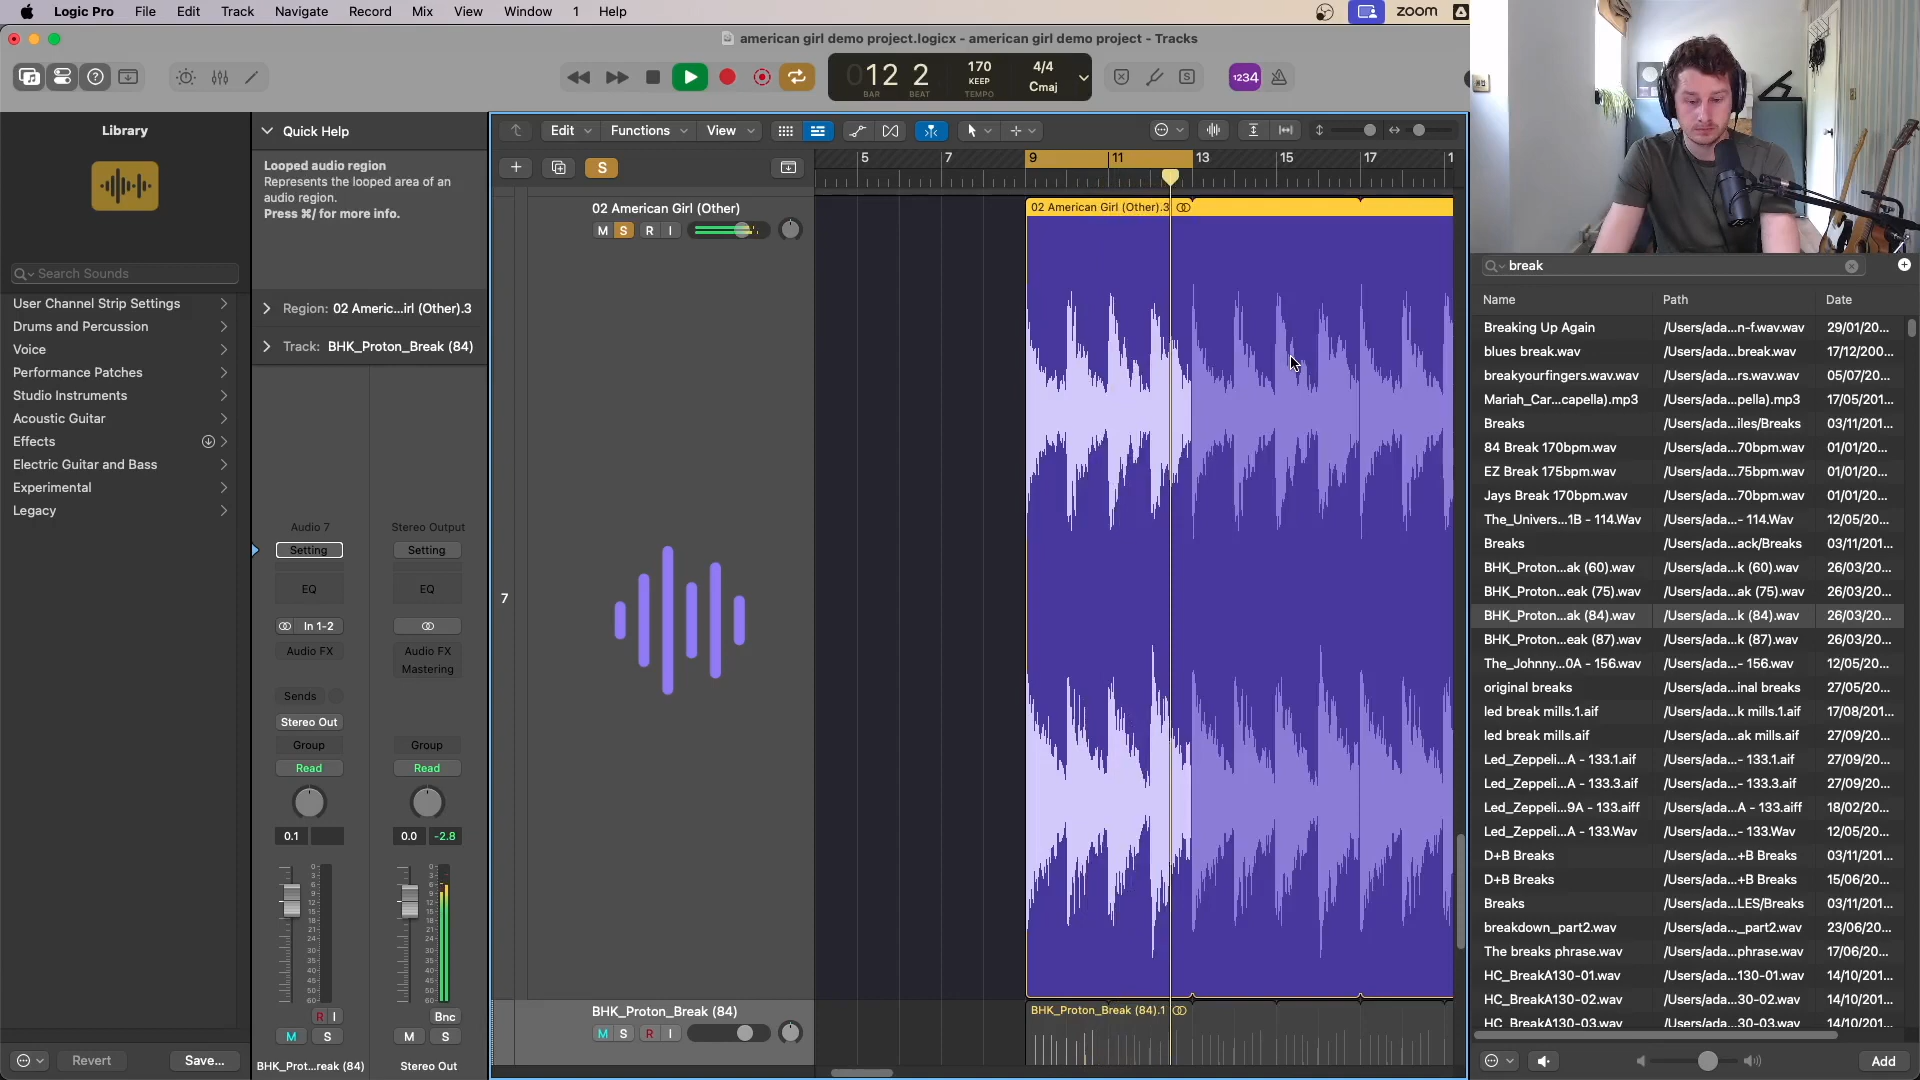 Logic Pro File Edit Track Navigate Record Mix View Window 1 Help zoom
american girl demo project.logicx - american girl demo project - Tracks
012 2 170 4/4
KEEP Cmaj
BAR BEAT TEMPO
1234
Library
Search Sounds
User Channel Strip Settings
Drums and Percussion
Voice
Performance Patches
Studio Instruments
Acoustic Guitar
Effects
Electric Guitar and Bass
Experimental
Legacy
Revert Save...
Quick Help
Looped audio region
Represents the looped area of an
audio region.
Press ⌘/ for more info.
Region: 02 Americ...irl (Other).3
Track: BHK_Proton_Break (84)
Audio 7 Stereo Output
Setting Setting
EQ EQ
In 1-2
Audio FX Audio FX
Mastering
Sends
Stereo Out
Group Group
Read Read
0.1 0.0 -2.8
R I Bnc
M S M S
BHK_Prot...reak (84) Stereo Out
Edit Functions View
S
5 7 9 11 13 15 17 1
02 American Girl (Other)
M S R I
7
02 American Girl (Other).3
BHK_Proton_Break (84)
M S R I
BHK_Proton_Break (84).1
break
Name Path Date
Breaking Up Again /Users/ada...n-f.wav.wav 29/01/20...
blues break.wav /Users/ada...break.wav 17/12/200...
breakyourfingers.wav.wav /Users/ada...rs.wav.wav 05/07/20...
Mariah_Car...capella).mp3 /Users/ada...pella).mp3 17/05/201...
Breaks /Users/ada...iles/Breaks 03/11/201...
84 Break 170bpm.wav /Users/ada...70bpm.wav 01/01/20...
EZ Break 175bpm.wav /Users/ada...75bpm.wav 01/01/20...
Jays Break 170bpm.wav /Users/ada...70bpm.wav 01/01/20...
The_Univers...1B - 114.Wav /Users/ada...- 114.Wav 12/05/20...
Breaks /Users/ada...ack/Breaks 03/11/201...
BHK_Proton...ak (60).wav /Users/ada...k (60).wav 26/03/20...
BHK_Proton...eak (75).wav /Users/ada...ak (75).wav 26/03/20...
BHK_Proton...ak (84).wav /Users/ada...k (84).wav 26/03/20...
BHK_Proton...eak (87).wav /Users/ada...k (87).wav 26/03/20...
The_Johnny...0A - 156.wav /Users/ada...- 156.wav 12/05/20...
original breaks /Users/ada...inal breaks 27/05/20...
led break mills.1.aif /Users/ada...k mills.1.aif 17/08/201...
led break mills.aif /Users/ada...ak mills.aif 27/09/20...
Led_Zeppeli...A - 133.1.aif /Users/ada...- 133.1.aif 27/09/20...
Led_Zeppeli...A - 133.3.aif /Users/ada...- 133.3.aif 27/09/20...
Led_Zeppeli...9A - 133.aiff /Users/ada...A - 133.aiff 18/02/20...
Led_Zeppeli...A - 133.Wav /Users/ada...- 133.Wav 12/05/20...
D+B Breaks /Users/ada...+B Breaks 03/11/201...
D+B Breaks /Users/ada...+B Breaks 15/06/20...
Breaks /Users/ada...LES/Breaks 03/11/201...
breakdown_part2.wav /Users/ada..._part2.wav 23/06/20...
The breaks phrase.wav /Users/ada...phrase.wav 17/06/20...
HC_BreakA130-01.wav /Users/ada...130-01.wav 14/10/201...
HC_BreakA130-02.wav /Users/ada...30-02.wav 14/10/201...
HC_BreakA130-03.wav /Users/ada...30-03.wav 14/10/201...
Add